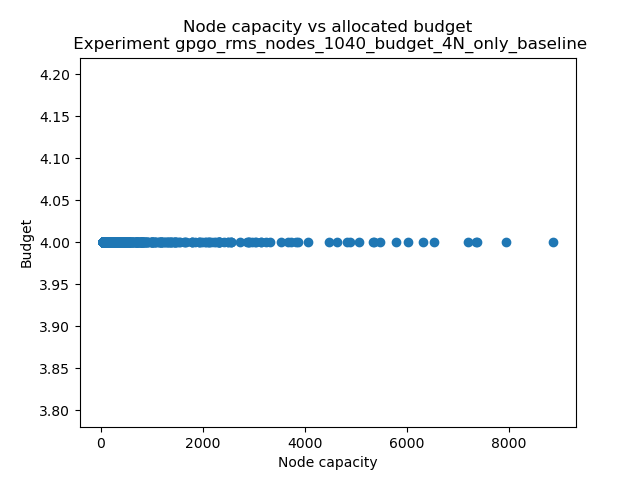 Node capacity vs allocated budget
Experiment gpgo_rms_nodes_1040_budget_4N_only_baseline
4.20
4.15
4.10
4.05
4.00
3.95
3.90
3.85
3.80
Budget
0 2000 4000 6000 8000
Node capacity